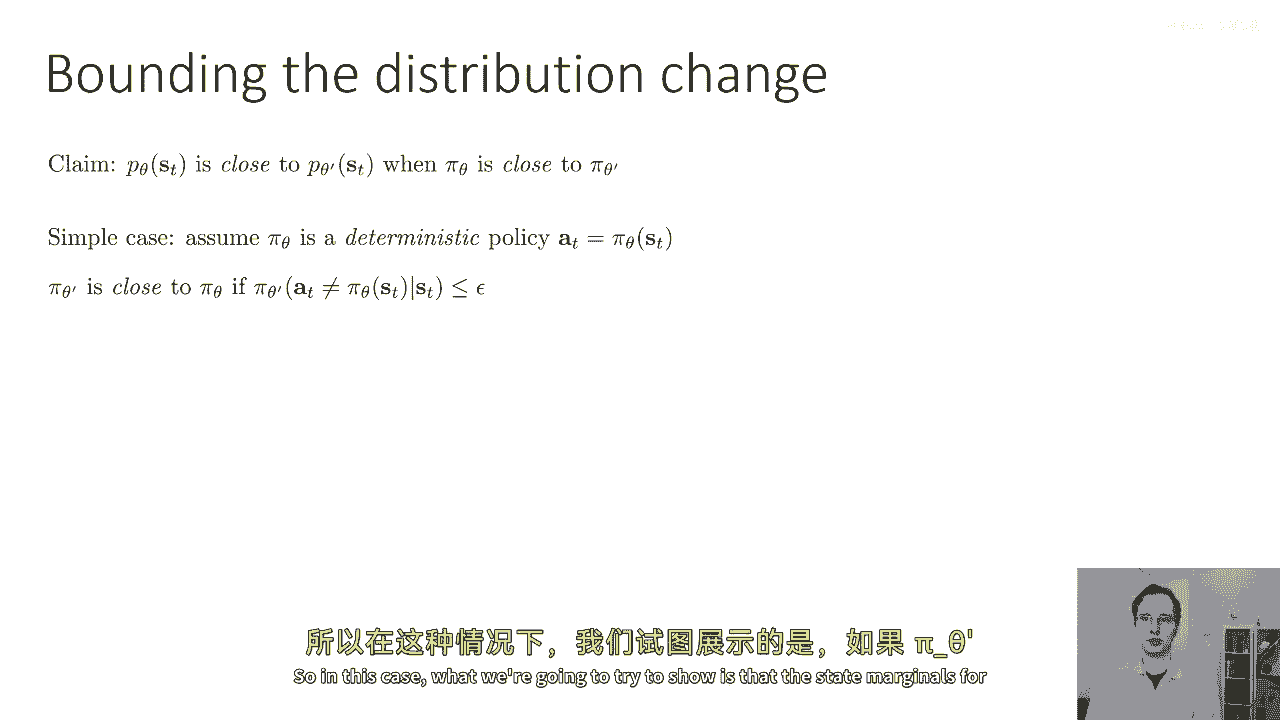 Bounding the distribution change
Claim: $p_\theta(\mathbf{s}_t)$ is close to $p_{\theta'}(\mathbf{s}_t)$ when $\pi_\theta$ is close to $\pi_{\theta'}$
Simple case: assume $\pi_\theta$ is a deterministic policy $\mathbf{a}_t = \pi_\theta(\mathbf{s}_t)$
$\pi_{\theta'}$ is close to $\pi_\theta$ if $\pi_{\theta'}(\mathbf{a}_t \neq \pi_\theta(\mathbf{s}_t)|\mathbf{s}_t) \leq \epsilon$
所以在这种情况下，我们试图展示的是，如果 π_θ'
So in this case, what we're going to try to show is that the state marginals for